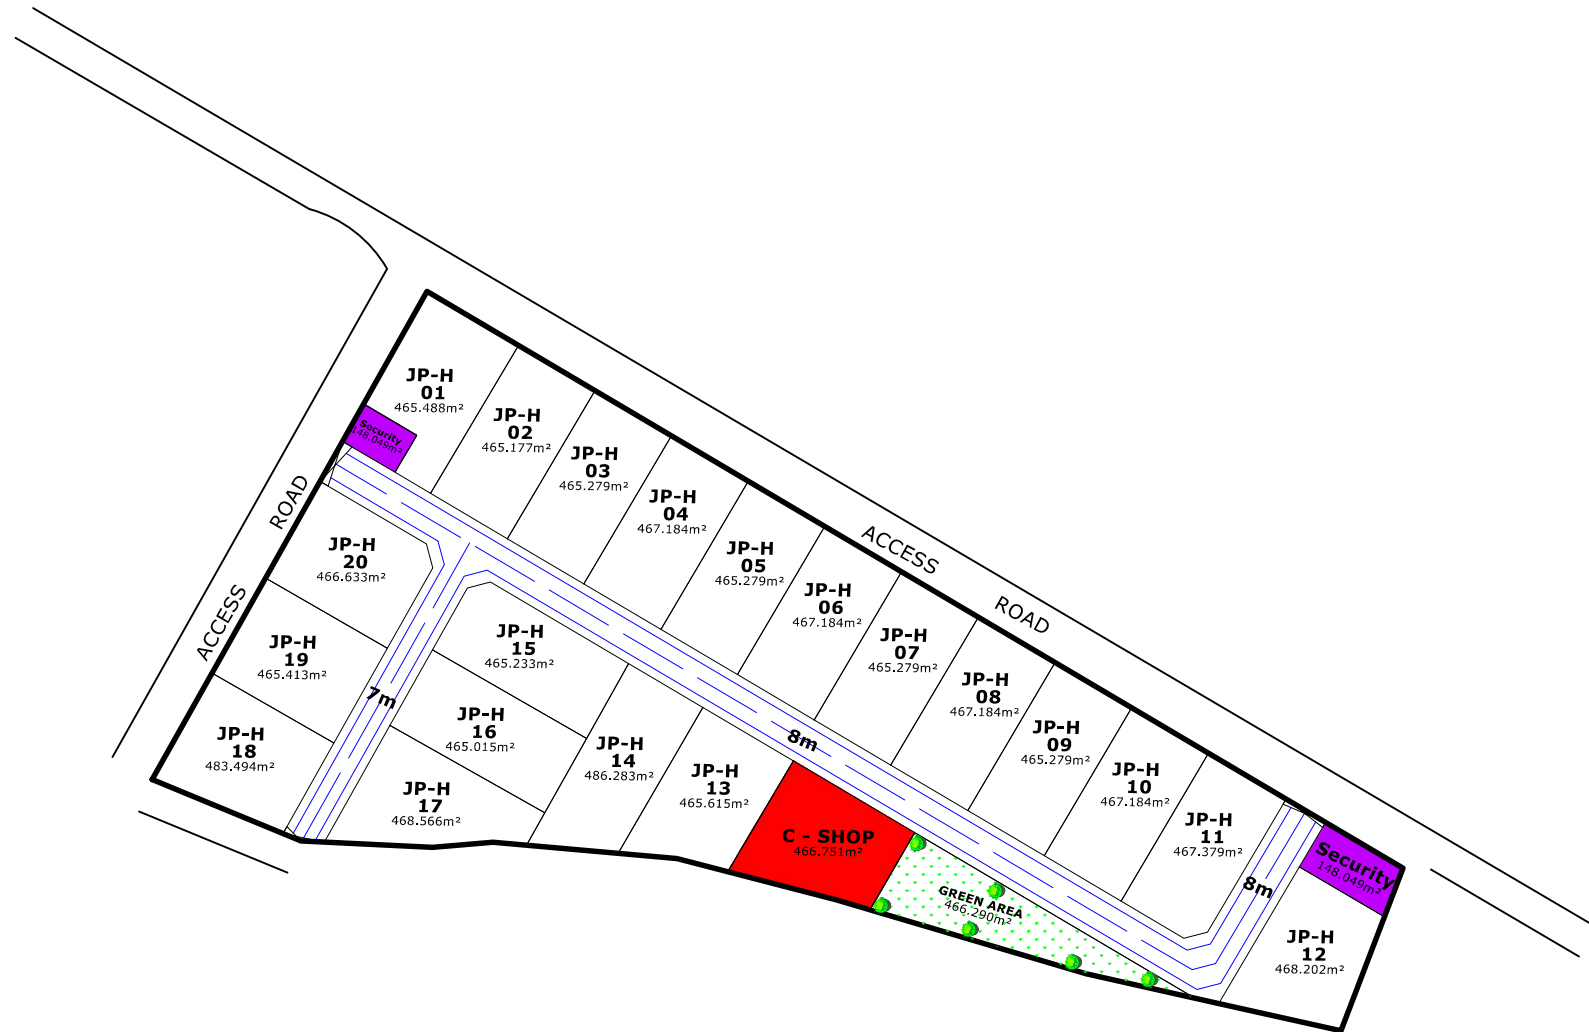 JP-H
01
465.488m²
Security
148.049m²
JP-H
02
465.177m²
JP-H
03
465.279m²
JP-H
04
467.184m²
JP-H
05
465.279m²
JP-H
06
467.184m²
JP-H
07
465.279m²
JP-H
08
467.184m²
JP-H
09
465.279m²
JP-H
10
467.184m²
JP-H
11
467.379m²
Security
148.049m²
JP-H
12
468.202m²
ACCESS ROAD
ACCESS ROAD
JP-H
20
466.633m²
JP-H
19
465.413m²
JP-H
18
483.494m²
7m
JP-H
15
465.233m²
JP-H
16
465.015m²
JP-H
17
468.566m²
JP-H
14
486.283m²
JP-H
13
465.615m²
8m
C - SHOP
466.751m²
GREEN AREA
466.290m²
8m